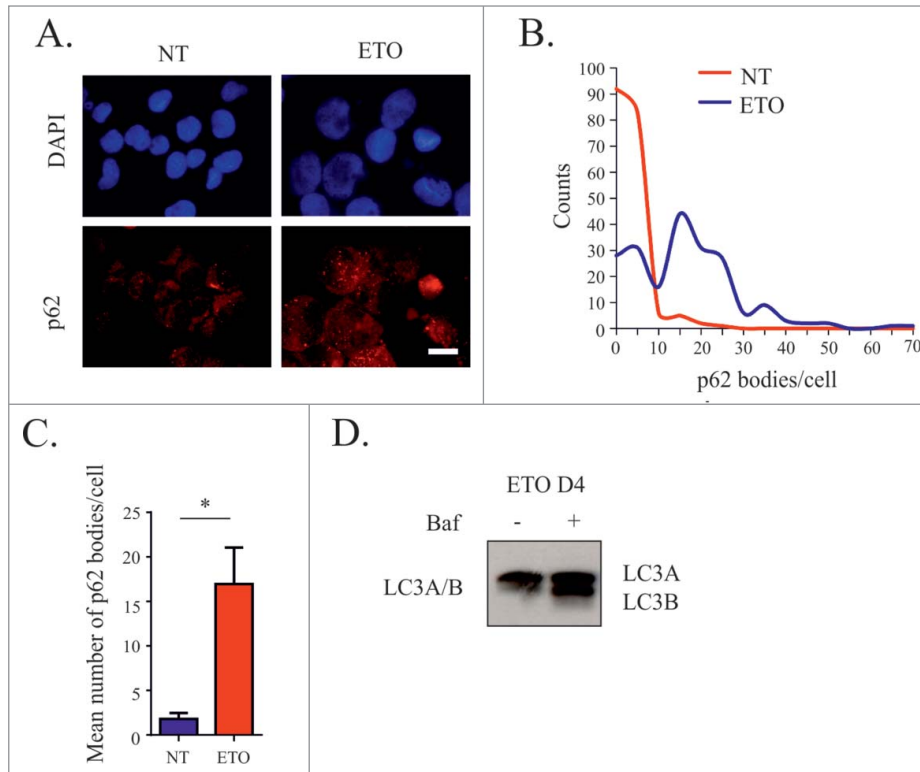 A.
NT ETO
DAPI
p62
B.
Counts
100
90
80
70
60
50
40
30
20
10
0
NT
ETO
0 10 20 30 40 50 60 70
p62 bodies/cell
C.
Mean number of p62 bodies/cell
25
20
15
10
5
0
*
NT ETO
D.
ETO D4
Baf - +
LC3A/B LC3A
LC3B